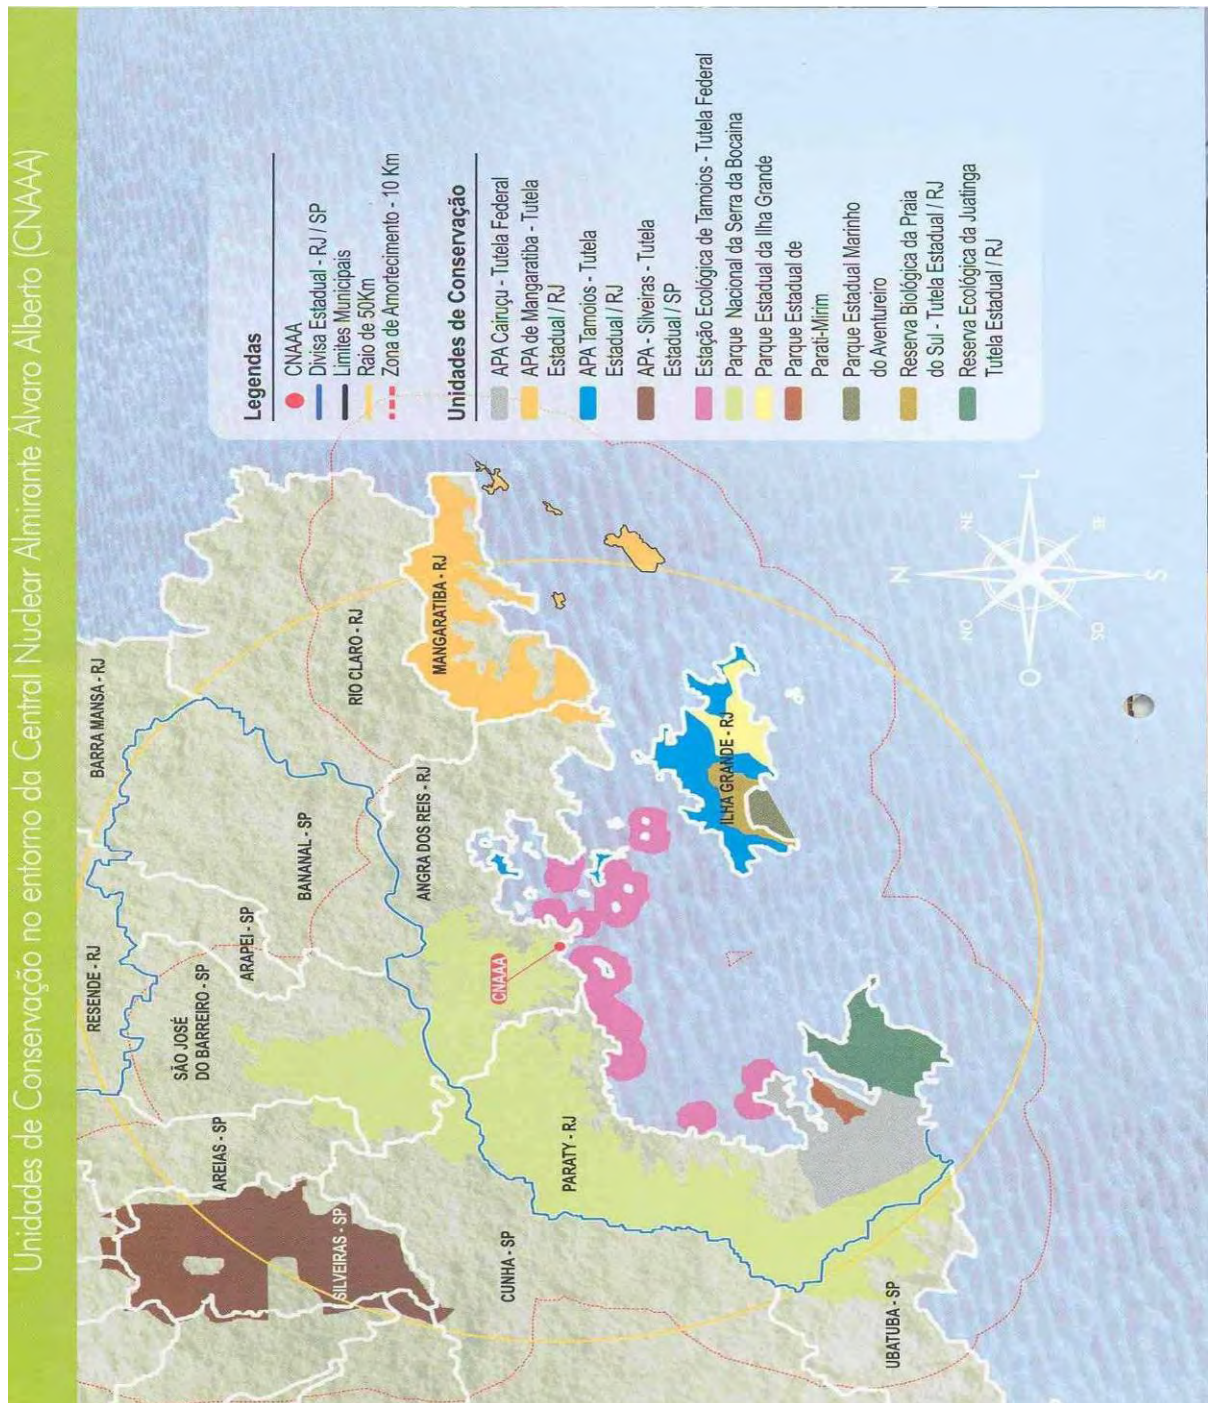 Unidades de Conservação no entorno da Central Nuclear Almirante Álvaro Alberto (CNAAA)
Legendas
CNAAA
Divisa Estadual - RJ / SP
Limites Municipais
Raio de 50Km
Zona de Amortecimento - 10 Km
Unidades de Conservação
APA Cairuçu - Tutela Federal
APA de Mangaratiba - Tutela
Estadual / RJ
APA Tamoios - Tutela
Estadual / RJ
APA - Silveiras - Tutela
Estadual / SP
Estação Ecológica de Tamoios - Tutela Federal
Parque Nacional da Serra da Bocaina
Parque Estadual da Ilha Grande
Parque Estadual de
Parati-Mirim
Parque Estadual Marinho
do Aventureiro
Reserva Biológica da Praia
do Sul - Tutela Estadual / RJ
Reserva Ecológica da Juatinga
Tutela Estadual / RJ
RESENDE - RJ
BARRA MANSA - RJ
SÃO JOSÉ
DO BARREIRO - SP
ARAPEI - SP
BANANAL - SP
RIO CLARO - RJ
AREIAS - SP
SILVEIRAS - SP
MANGARATIBA - RJ
ANGRA DOS REIS - RJ
CNAAA
CUNHA - SP
PARATY - RJ
ILHA GRANDE - RJ
UBATUBA - SP
N
NO
NE
O
L
SO
SE
S